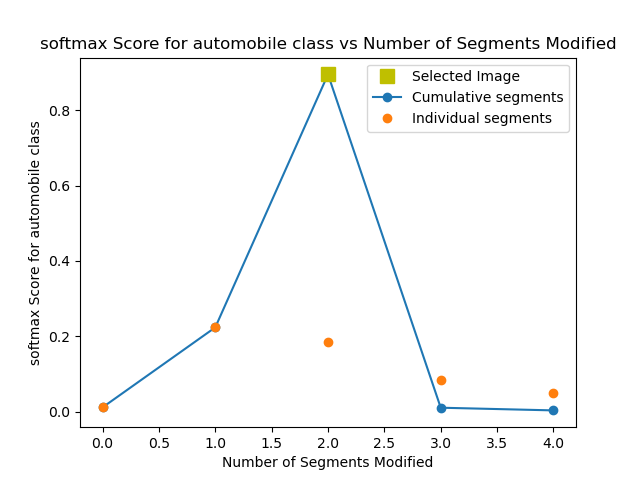 softmax Score for automobile class vs Number of Segments Modified
Selected Image
Cumulative segments
Individual segments
softmax Score for automobile class
0.8
0.6
0.4
0.2
0.0
0.0 0.5 1.0 1.5 2.0 2.5 3.0 3.5 4.0
Number of Segments Modified